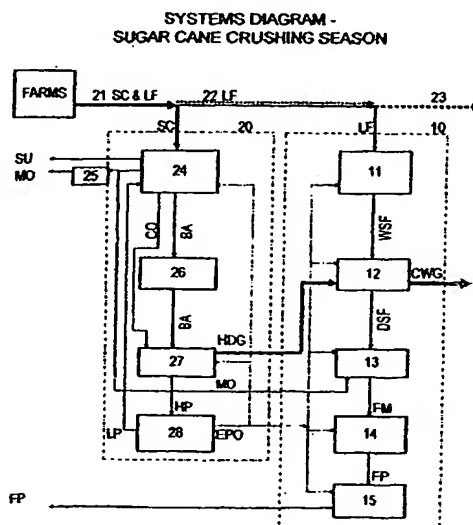 SYSTEMS DIAGRAM -
SUGAR CANE CRUSHING SEASON
FARMS
21 SC & LF
22 LF
23
SC
20
LF
10
SU
MO
25
24
11
CO
BA
WSF
26
12
CWG
BA
HDG
DSF
27
13
MO
HP
FM
LP
28
EPO
14
FP
FP
15